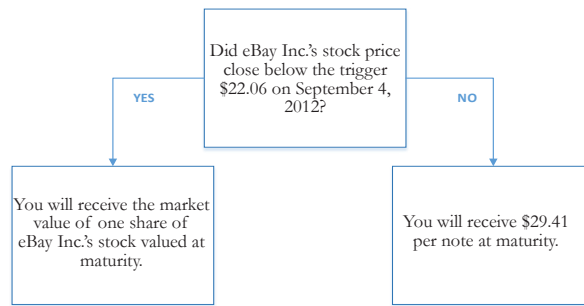 Did eBay Inc.'s stock price
close below the trigger
$22.06 on September 4,
2012?
YES
NO
You will receive the market
value of one share of
eBay Inc.'s stock valued at
maturity.
You will receive $29.41
per note at maturity.